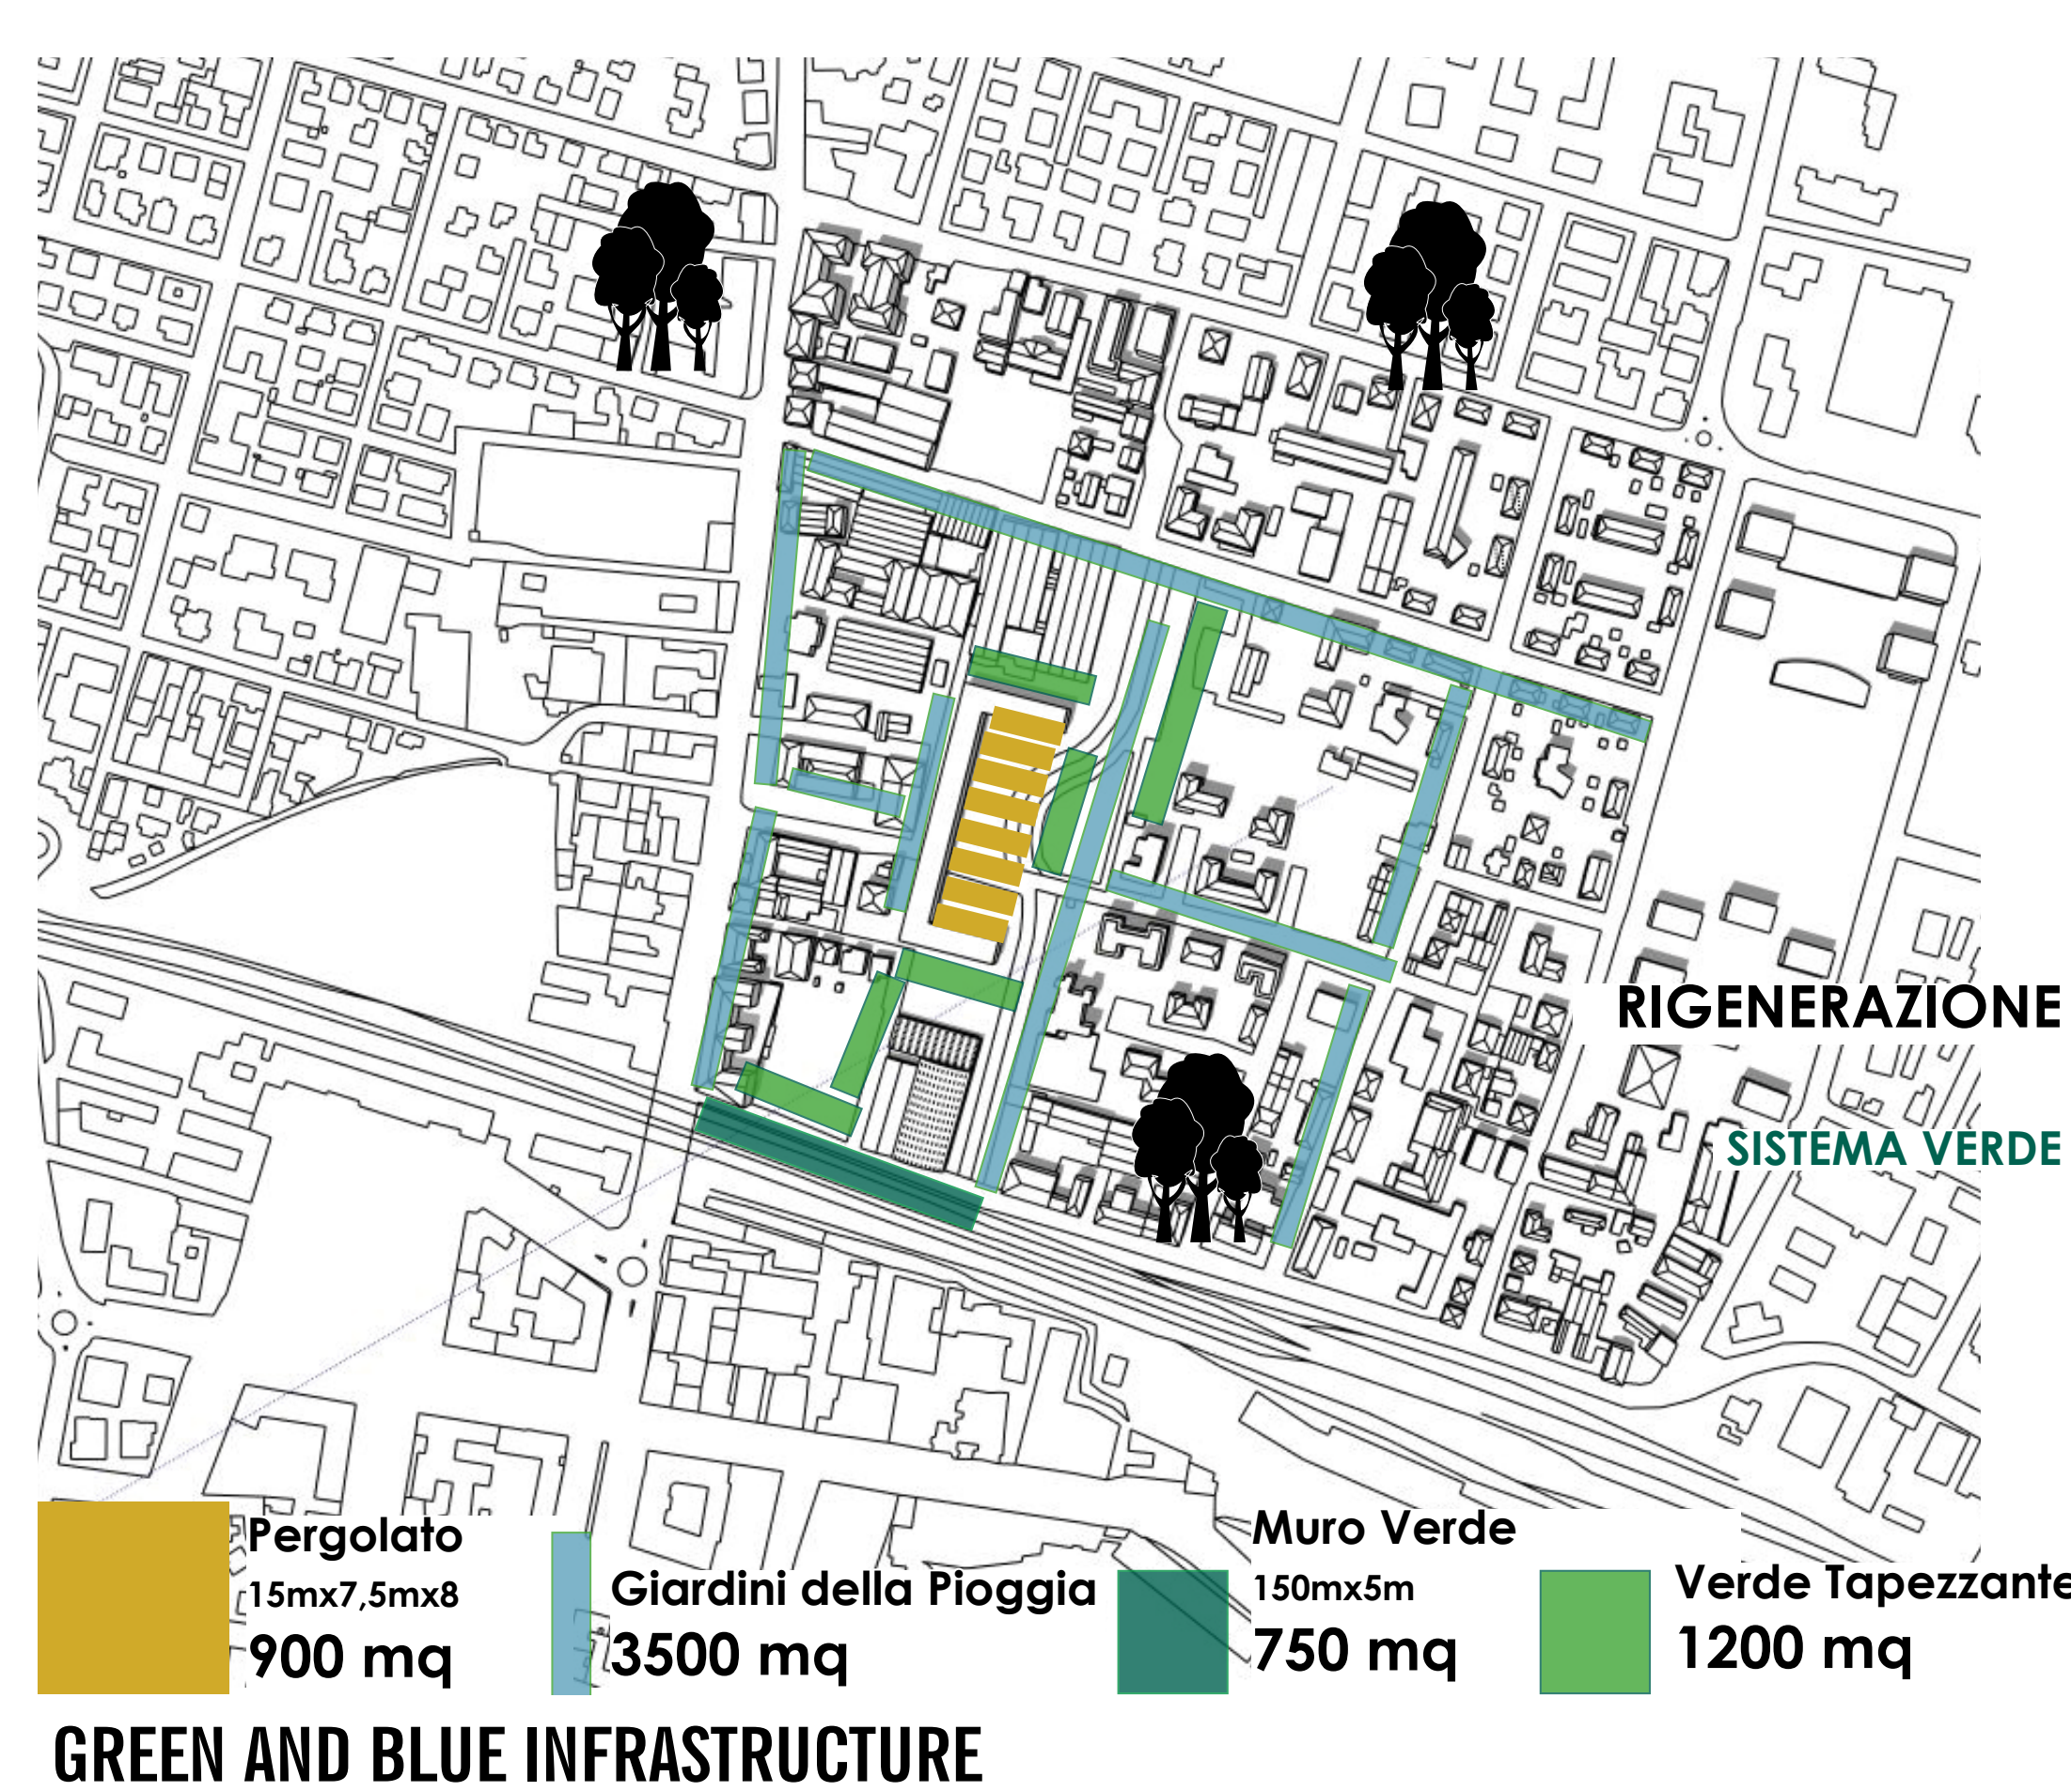 RIGENERAZIONE
SISTEMA VERDE
Pergolato
15mx7,5mx8
900 mq
Giardini della Pioggia
3500 mq
Muro Verde
150mx5m
750 mq
Verde Tapezzante
1200 mq
GREEN AND BLUE INFRASTRUCTURE